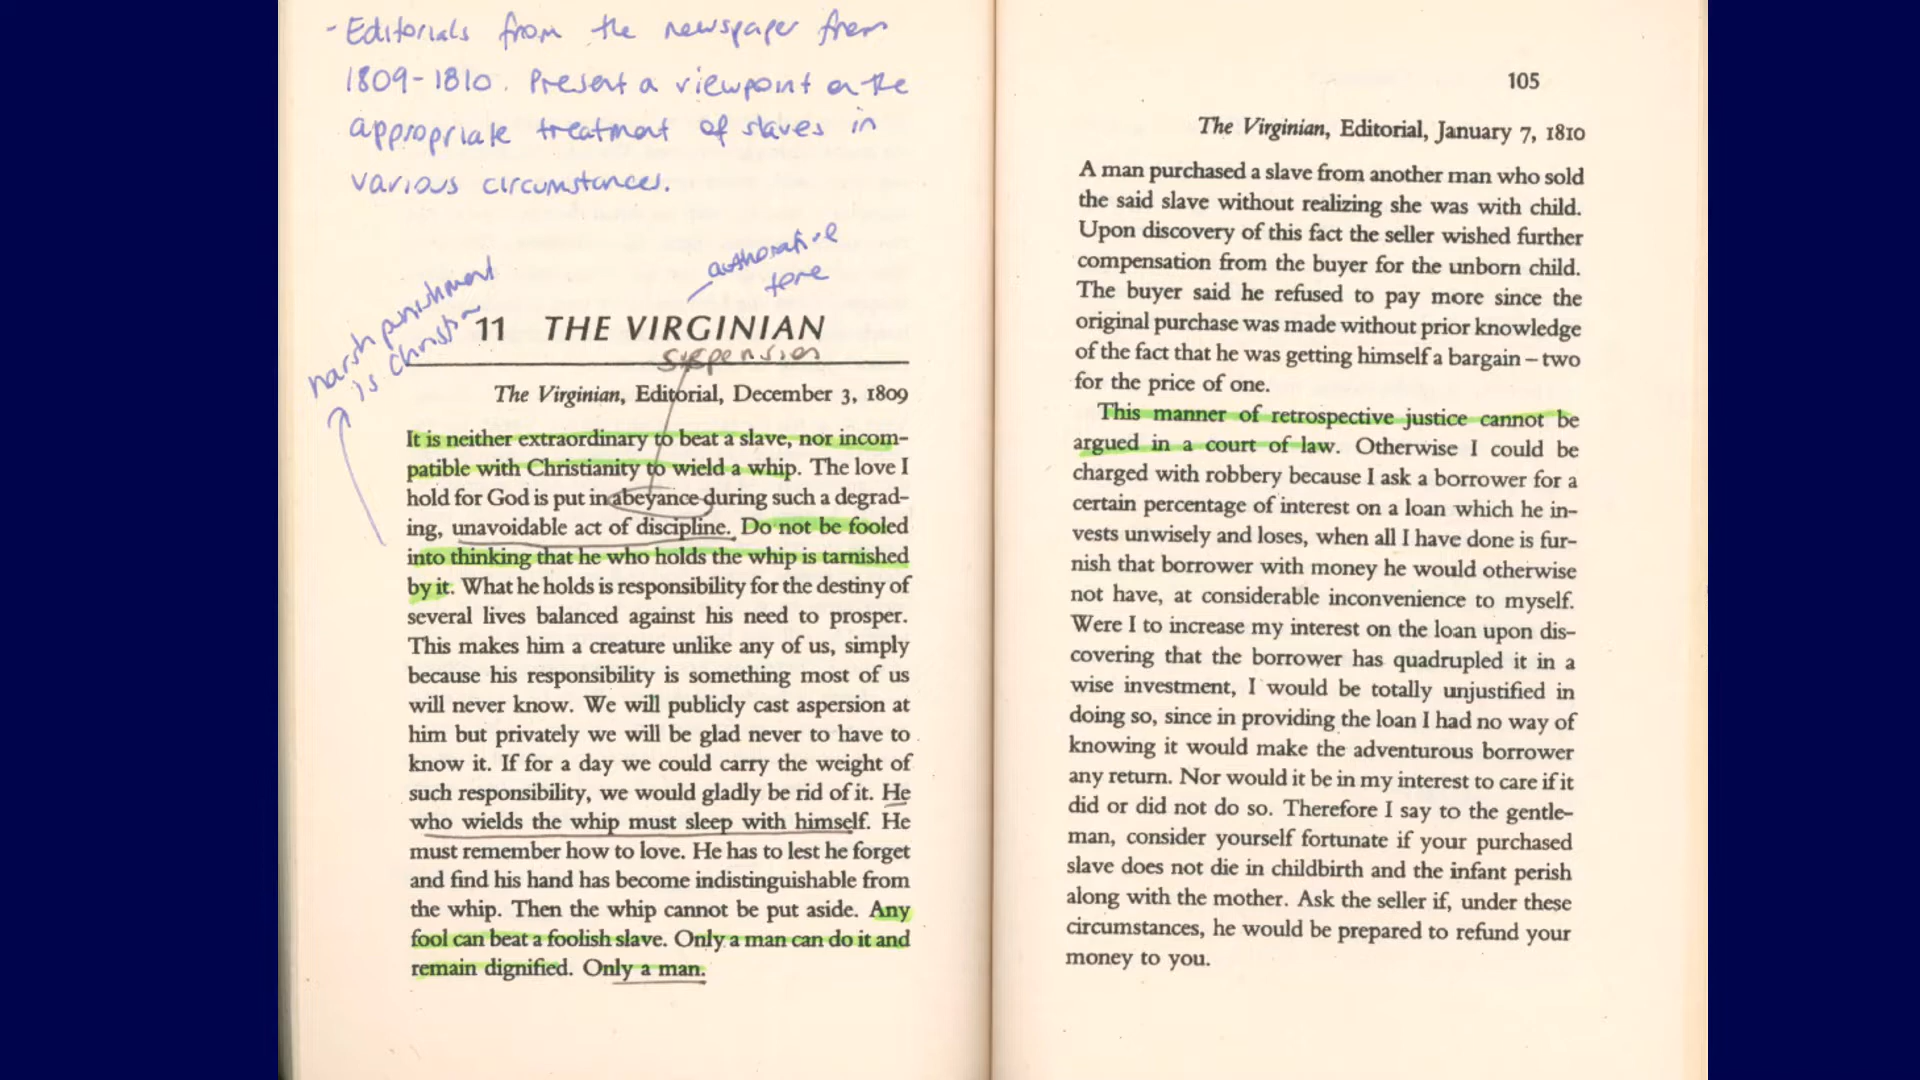 - Editorials from the newspaper from
1809-1810. Present a viewpoint on the
appropriate treatment of slaves in
various circumstances.
authorative
tone
harsh punishment
is christian
11 THE VIRGINIAN
suspension
The Virginian, Editorial, December 3, 1809
It is neither extraordinary to beat a slave, nor incom-
patible with Christianity to wield a whip. The love I
hold for God is put in abeyance during such a degrad-
ing, unavoidable act of discipline. Do not be fooled
into thinking that he who holds the whip is tarnished
by it. What he holds is responsibility for the destiny of
several lives balanced against his need to prosper.
This makes him a creature unlike any of us, simply
because his responsibility is something most of us
will never know. We will publicly cast aspersion at
him but privately we will be glad never to have to
know it. If for a day we could carry the weight of
such responsibility, we would gladly be rid of it. He
who wields the whip must sleep with himself. He
must remember how to love. He has to lest he forget
and find his hand has become indistinguishable from
the whip. Then the whip cannot be put aside. Any
fool can beat a foolish slave. Only a man can do it and
remain dignified. Only a man.
105
The Virginian, Editorial, January 7, 1810
A man purchased a slave from another man who sold
the said slave without realizing she was with child.
Upon discovery of this fact the seller wished further
compensation from the buyer for the unborn child.
The buyer said he refused to pay more since the
original purchase was made without prior knowledge
of the fact that he was getting himself a bargain – two
for the price of one.
This manner of retrospective justice cannot be
argued in a court of law. Otherwise I could be
charged with robbery because I ask a borrower for a
certain percentage of interest on a loan which he in-
vests unwisely and loses, when all I have done is fur-
nish that borrower with money he would otherwise
not have, at considerable inconvenience to myself.
Were I to increase my interest on the loan upon dis-
covering that the borrower has quadrupled it in a
wise investment, I would be totally unjustified in
doing so, since in providing the loan I had no way of
knowing it would make the adventurous borrower
any return. Nor would it be in my interest to care if it
did or did not do so. Therefore I say to the gentle-
man, consider yourself fortunate if your purchased
slave does not die in childbirth and the infant perish
along with the mother. Ask the seller if, under these
circumstances, he would be prepared to refund your
money to you.